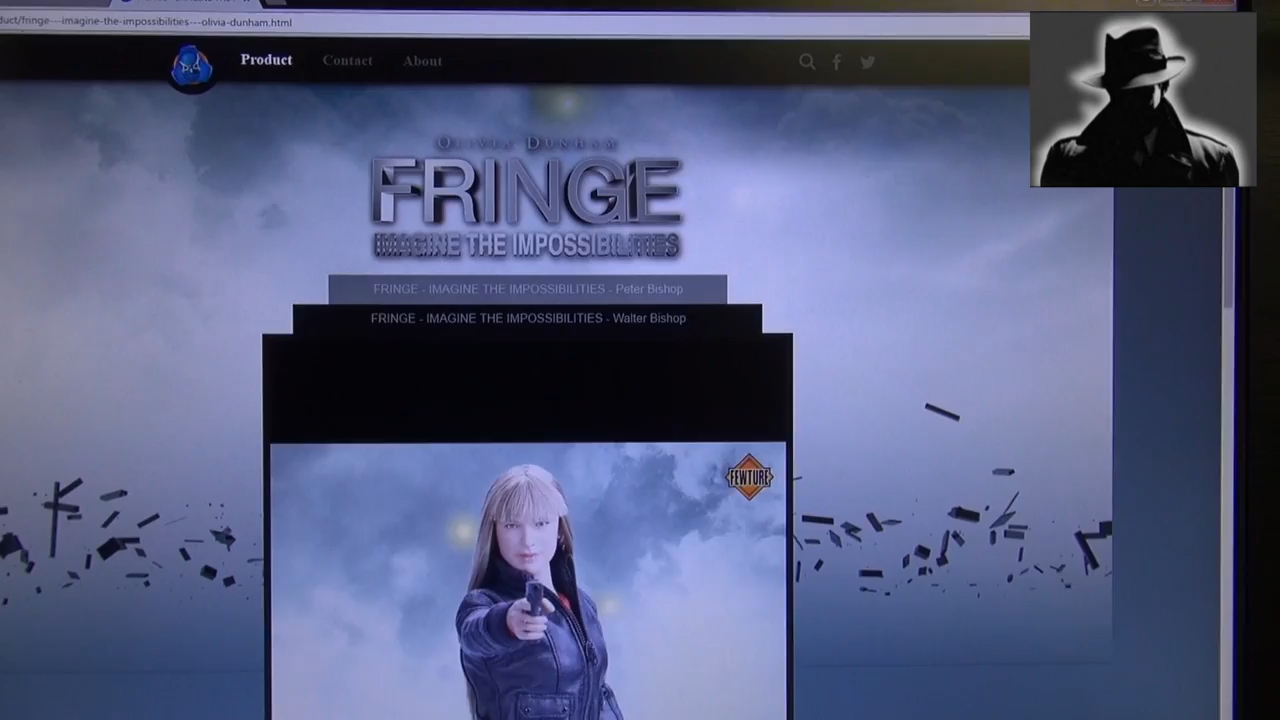 duct/fringe---imagine-the-impossibilities---olivia-dunham.html
Product Contact About
OLIVIA DUNHAM
FRINGE
IMAGINE THE IMPOSSIBILITIES
FRINGE - IMAGINE THE IMPOSSIBILITIES - Peter Bishop
FRINGE - IMAGINE THE IMPOSSIBILITIES - Walter Bishop
FEWTURE